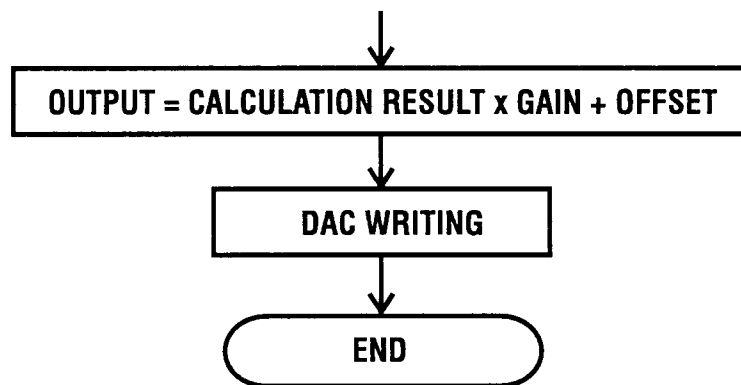 OUTPUT = CALCULATION RESULT x GAIN + OFFSET
DAC WRITING
END